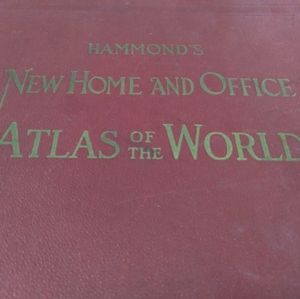 HAMMOND'S
NEW HOME AND OFFICE
ATLAS OF THE WORLD